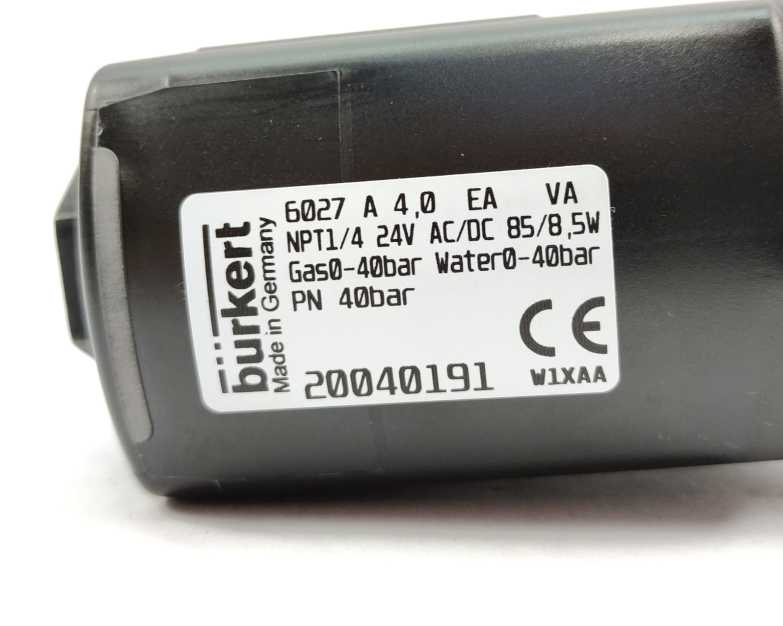 bürkert
Made in Germany
6027 A 4,0 EA VA
NPT1/4 24V AC/DC 85/8,5W
Gas0-40bar Water0-40bar
PN 40bar
CE
20040191
W1XAA